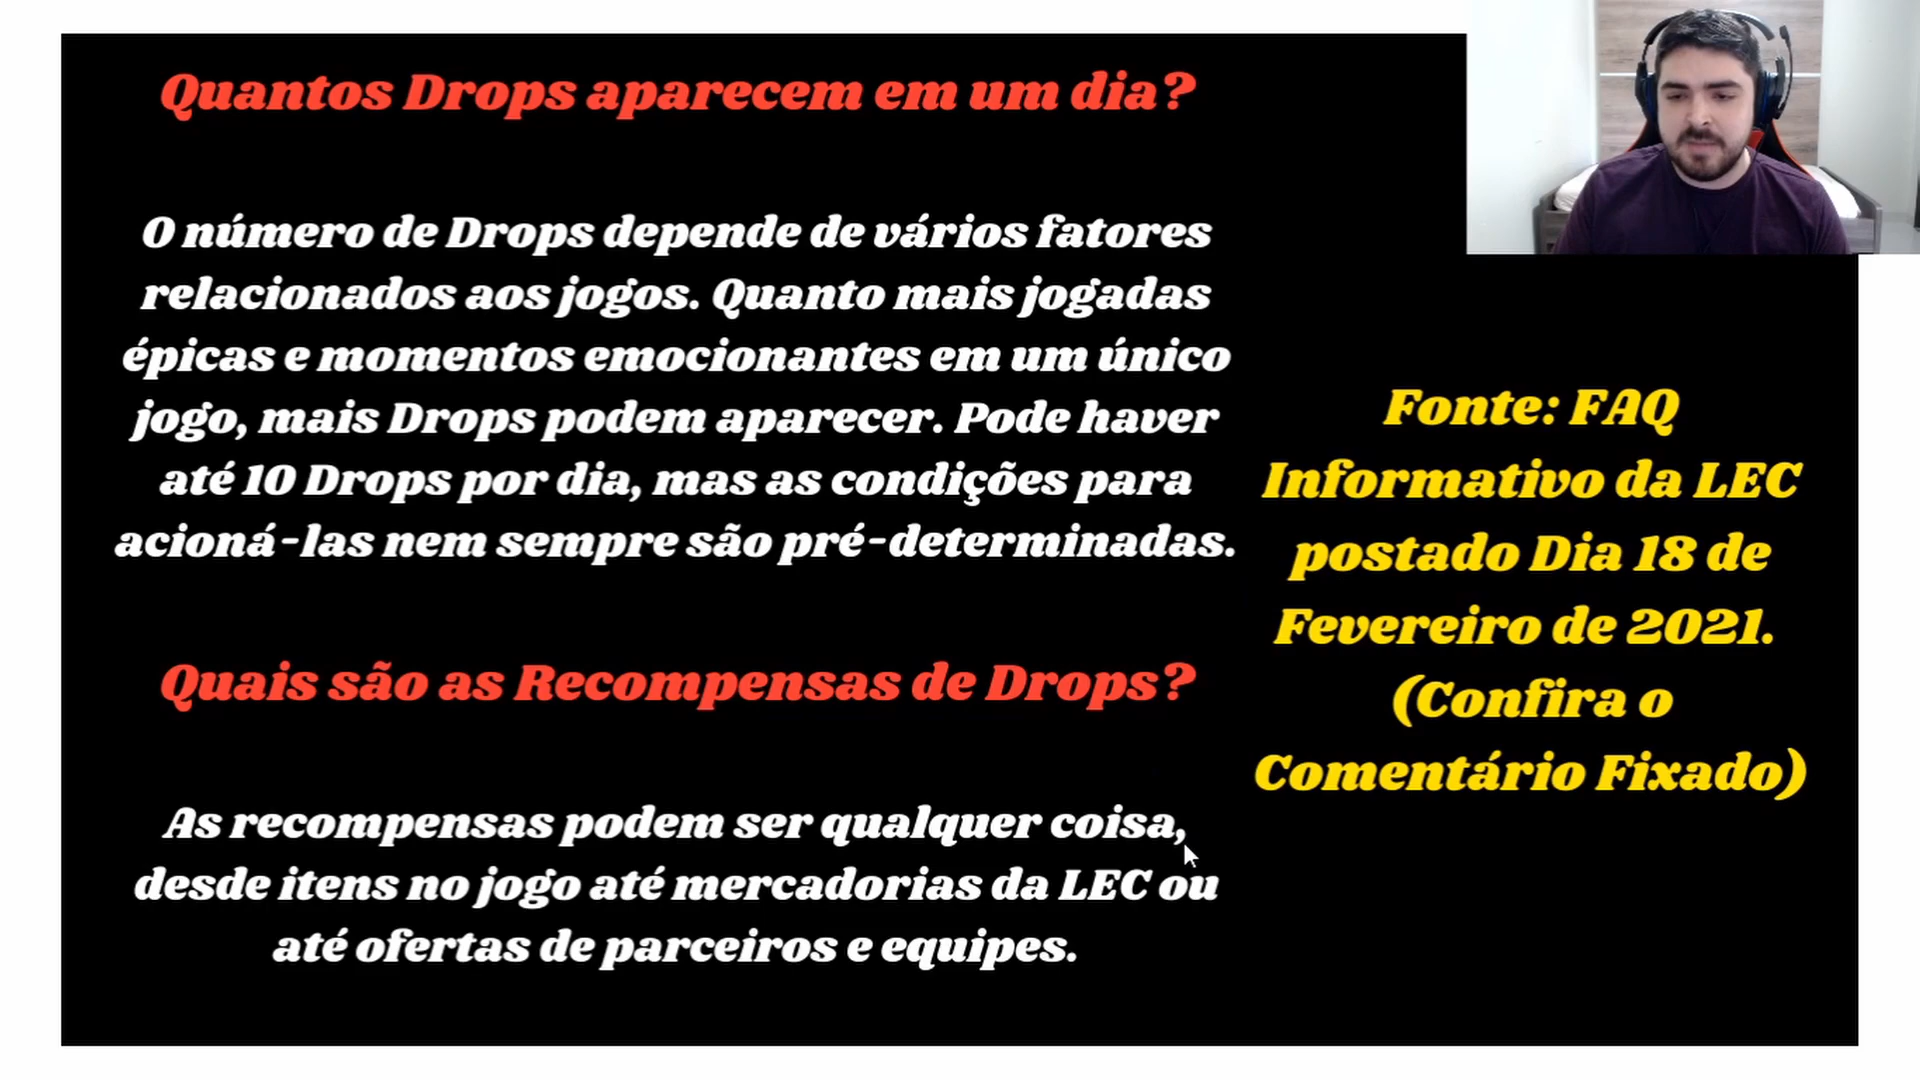 Quantos Drops aparecem em um dia?
O número de Drops depende de vários fatores
relacionados aos jogos. Quanto mais jogadas
épicas e momentos emocionantes em um único
jogo, mais Drops podem aparecer. Pode haver
até 10 Drops por dia, mas as condições para
acioná-las nem sempre são pré-determinadas.
Quais são as Recompensas de Drops?
As recompensas podem ser qualquer coisa,
desde itens no jogo até mercadorias da LEC ou
até ofertas de parceiros e equipes.
Fonte: FAQ
Informativo da LEC
postado Dia 18 de
Fevereiro de 2021.
(Confira o
Comentário Fixado)